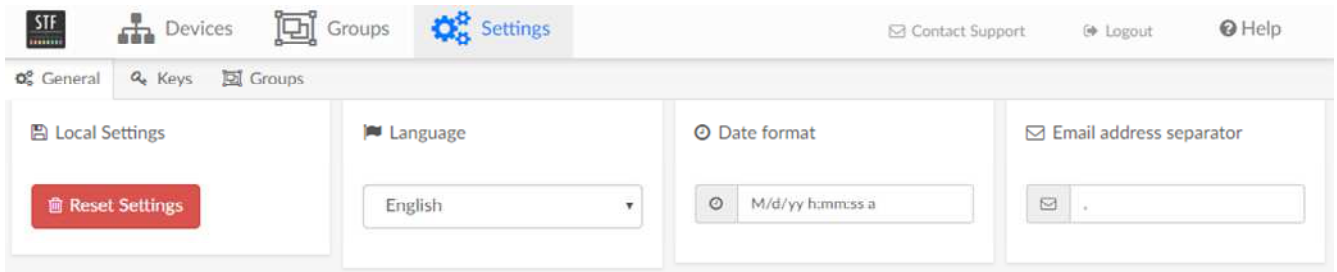 STF Devices Groups Settings Contact Support Logout Help
General Keys Groups
Local Settings Language Date format Email address separator
Reset Settings English M/d/yy h:mm:ss a ,